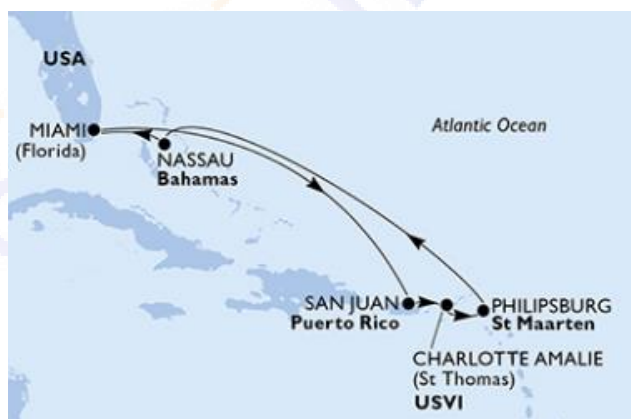 USA
MIAMI
(Florida)
NASSAU
Bahamas
Atlantic Ocean
SAN JUAN
Puerto Rico
PHILIPSBURG
St Maarten
CHARLOTTE AMALIE
(St Thomas)
USVI